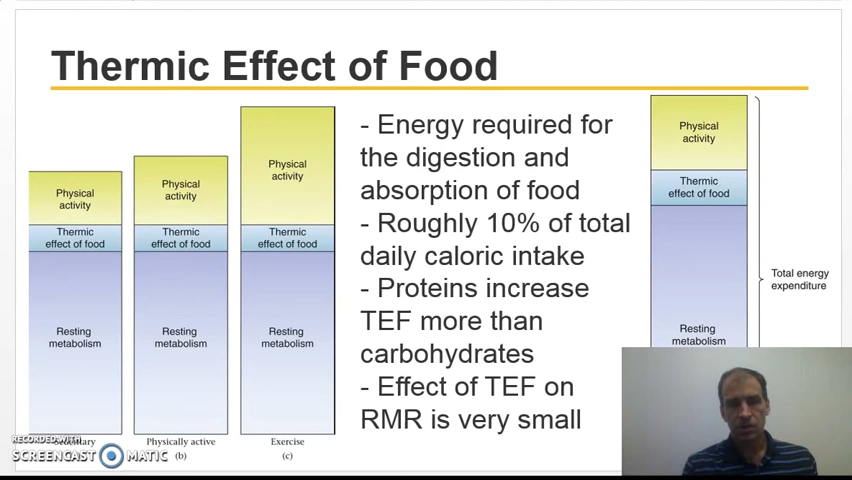 Thermic Effect of Food
Physical
activity
Thermic
effect of food
Resting
metabolism
Sedentary
Physical
activity
Thermic
effect of food
Resting
metabolism
Physically active
(b)
Physical
activity
Thermic
effect of food
Resting
metabolism
Exercise
(c)
- Energy required for
the digestion and
absorption of food
- Roughly 10% of total
daily caloric intake
- Proteins increase
TEF more than
carbohydrates
- Effect of TEF on
RMR is very small
Physical
activity
Thermic
effect of food
Resting
metabolism
Total energy
expenditure
RECORDED WITH
SCREENCAST MATIC